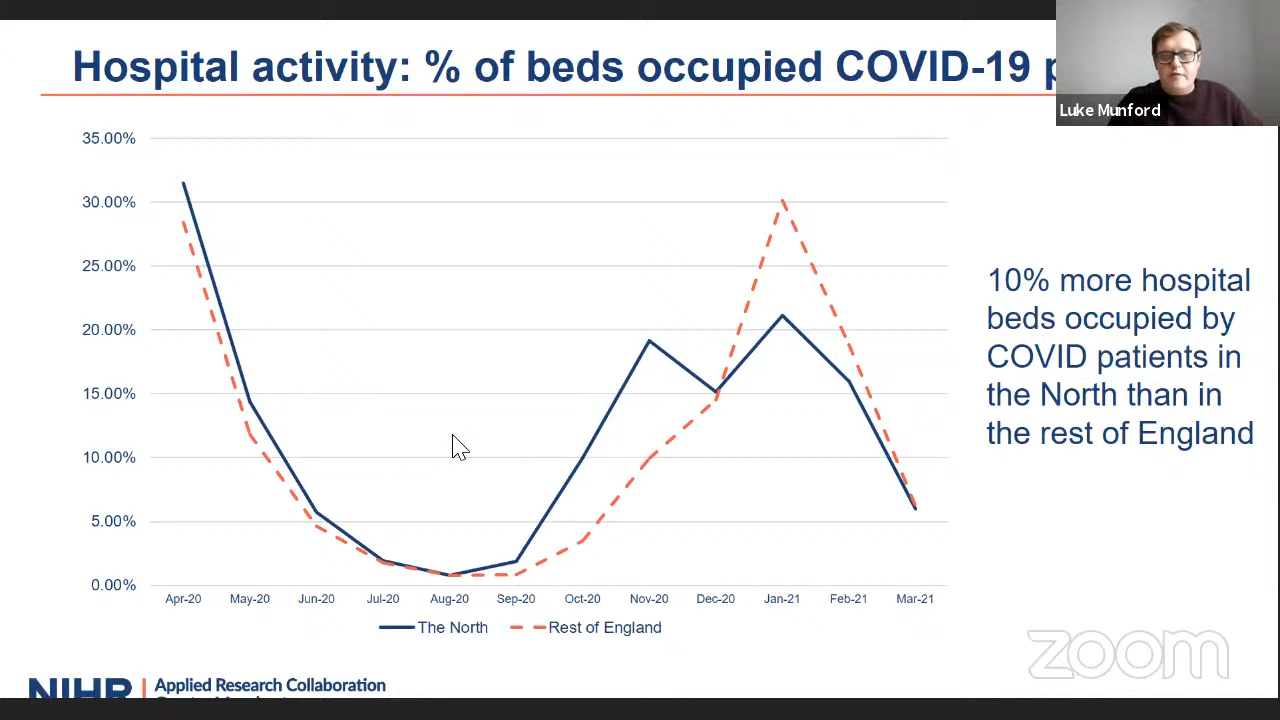 Hospital activity: % of beds occupied COVID-19
Luke Munford
35.00%
30.00%
25.00%
20.00%
15.00%
10.00%
5.00%
0.00%
Apr-20 May-20 Jun-20 Jul-20 Aug-20 Sep-20 Oct-20 Nov-20 Dec-20 Jan-21 Feb-21 Mar-21
The North Rest of England
10% more hospital
beds occupied by
COVID patients in
the North than in
the rest of England
zoom
NIHR Applied Research Collaboration